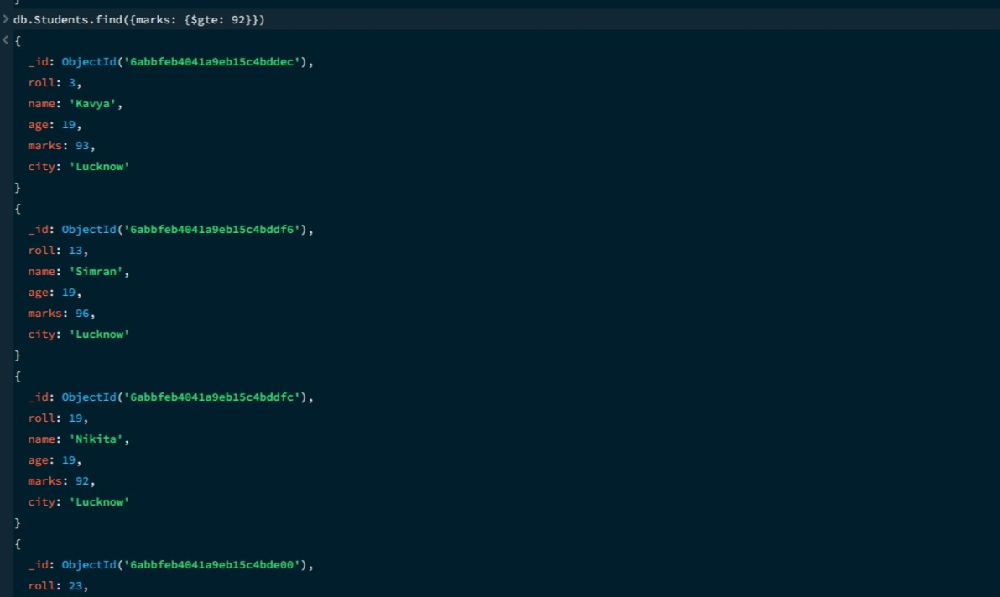 }
> db.Students.find({marks: {$gte: 92}})
< {
_id: ObjectId('6abbfeb4041a9eb15c4bddec'),
roll: 3,
name: 'Kavya',
age: 19,
marks: 93,
city: 'Lucknow'
}
{
_id: ObjectId('6abbfeb4041a9eb15c4bddf6'),
roll: 13,
name: 'Simran',
age: 19,
marks: 96,
city: 'Lucknow'
}
{
_id: ObjectId('6abbfeb4041a9eb15c4bddfc'),
roll: 19,
name: 'Nikita',
age: 19,
marks: 92,
city: 'Lucknow'
}
{
_id: ObjectId('6abbfeb4041a9eb15c4bde00'),
roll: 23,